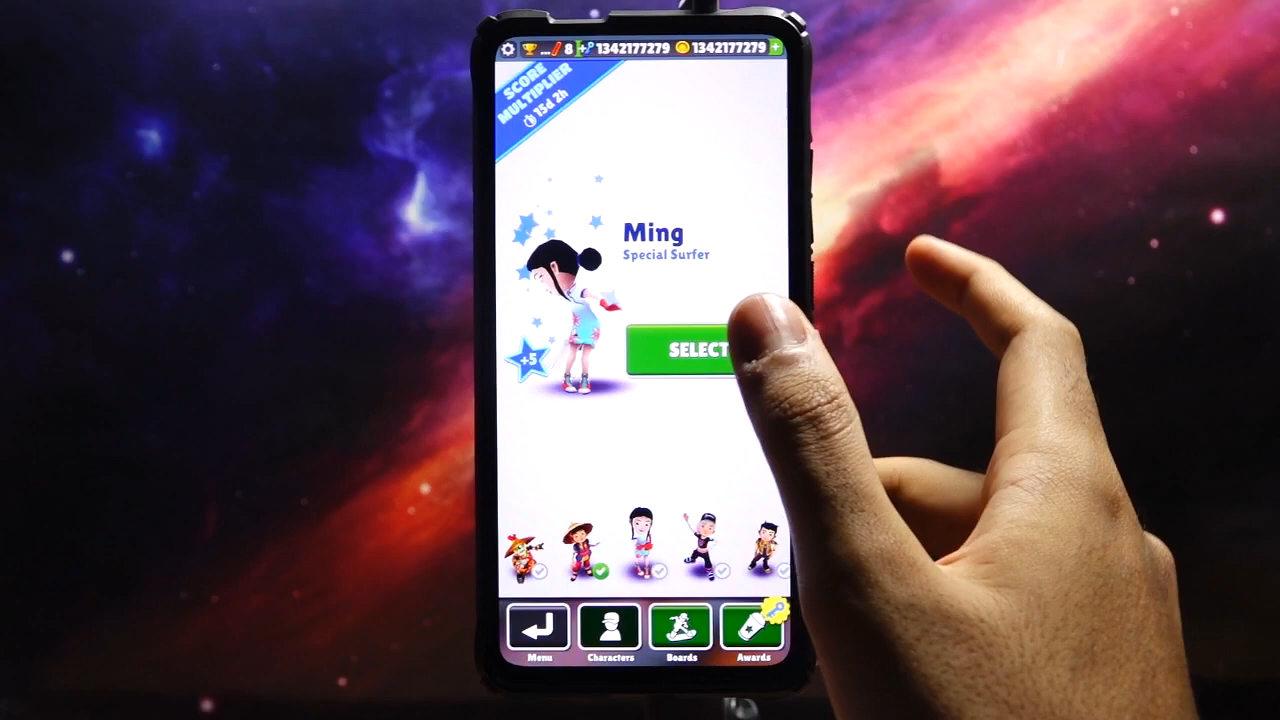 ... 8 1342177279 1342177279 +
SCORE
MULTIPLIER
15d 2h
Ming
Special Surfer
+5
SELECT
Menu Characters Boards Awards